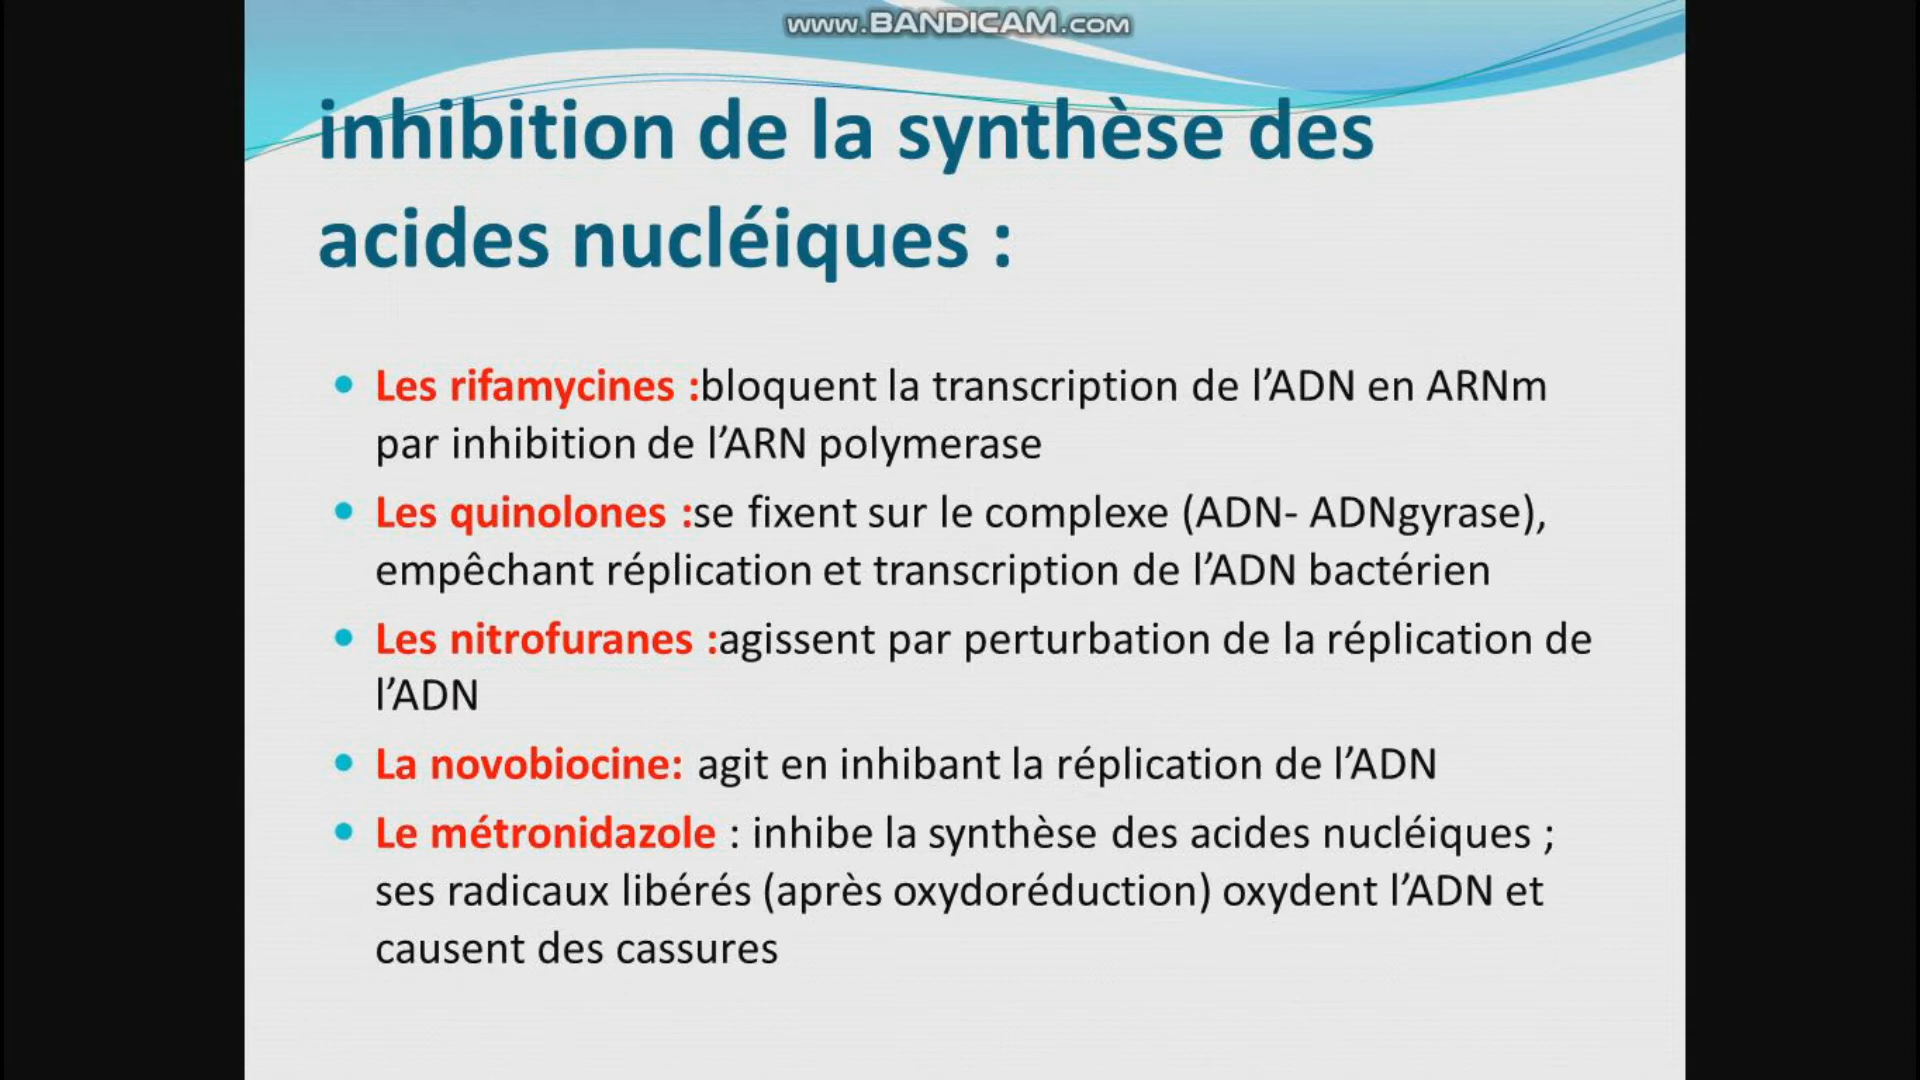 www.BANDICAM.com
inhibition de la synthèse des
acides nucléiques :
• Les rifamycines :bloquent la transcription de l'ADN en ARNm
par inhibition de l'ARN polymerase
• Les quinolones :se fixent sur le complexe (ADN- ADNgyrase),
empêchant réplication et transcription de l'ADN bactérien
• Les nitrofuranes :agissent par perturbation de la réplication de
l'ADN
• La novobiocine: agit en inhibant la réplication de l'ADN
• Le métronidazole : inhibe la synthèse des acides nucléiques ;
ses radicaux libérés (après oxydoréduction) oxydent l'ADN et
causent des cassures